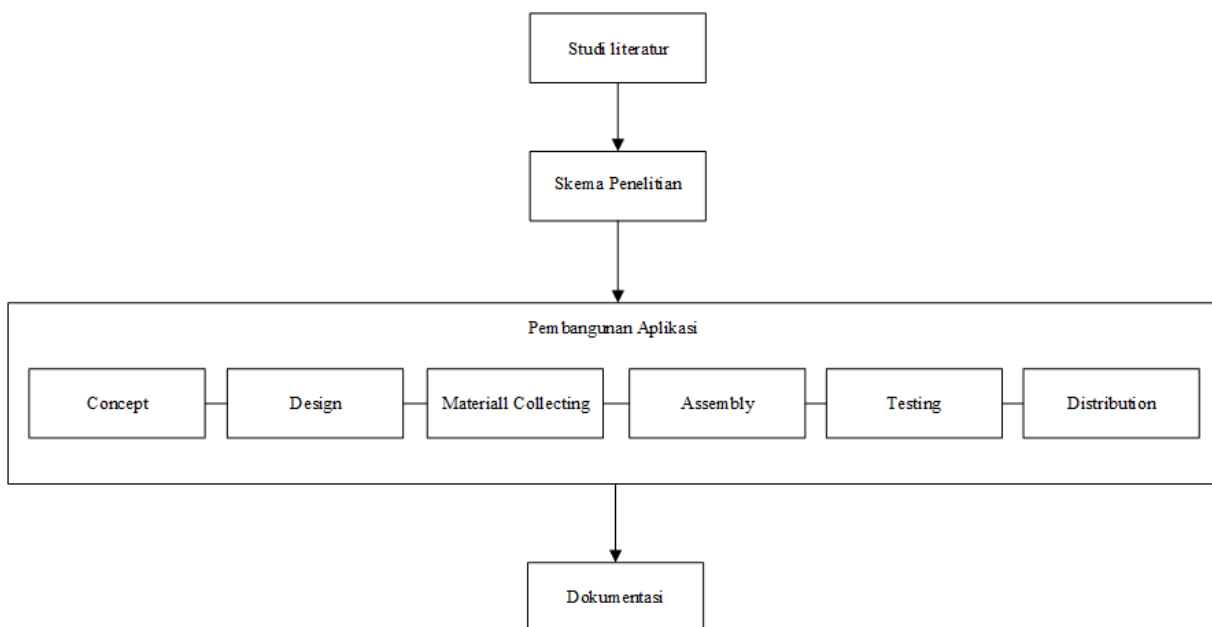 Studi literatur
Skema Penelitian
Pembangunan Aplikasi
Concept
Design
Materiall Collecting
Assembly
Testing
Distribution
Dokumentasi